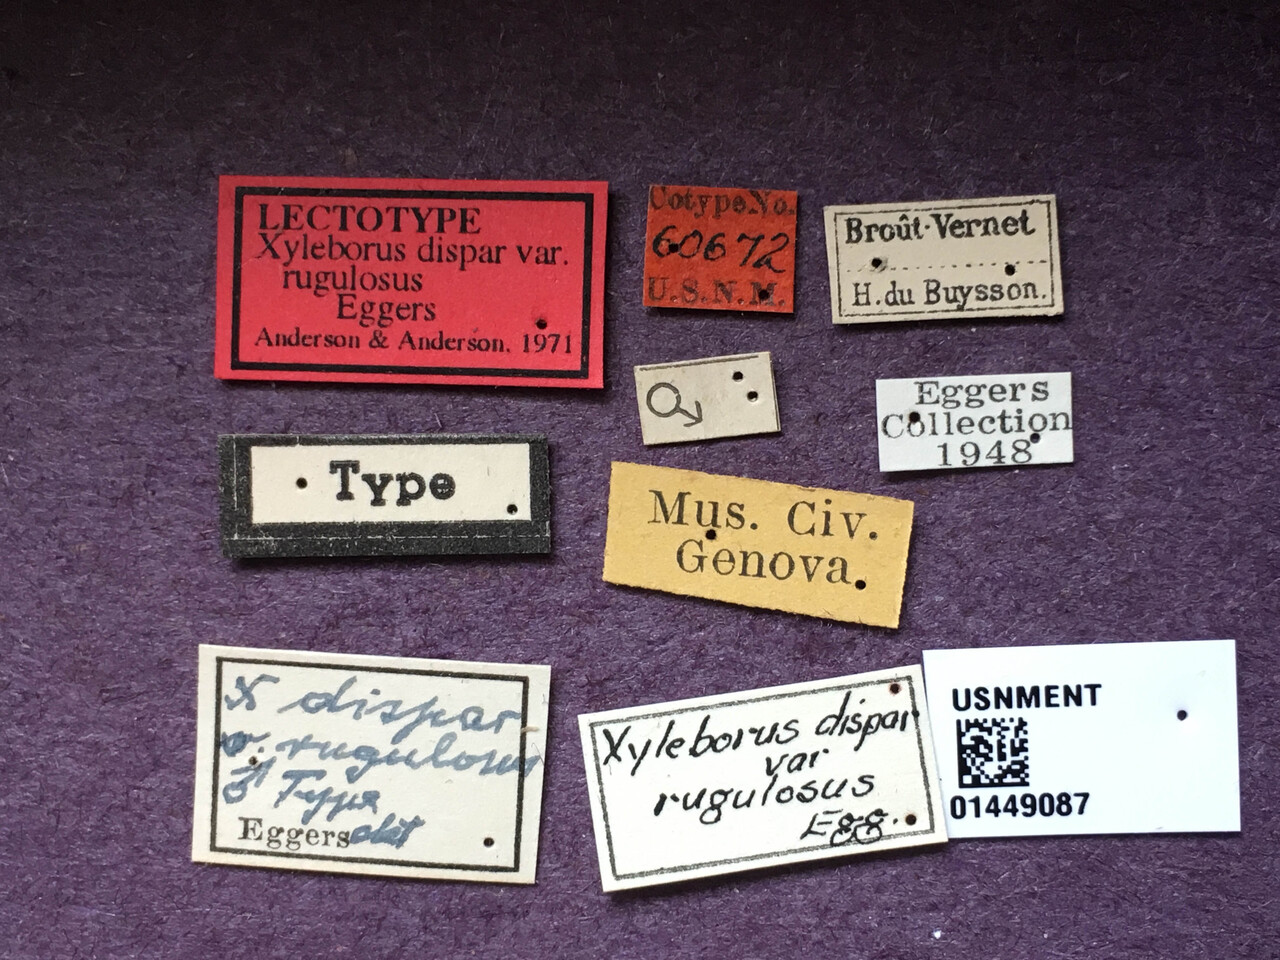 LECTOTYPE
Xyleborus dispar var.
rugulosus
Eggers
Anderson & Anderson. 1971
Cotype No.
60672
U.S.N.M.
Broût-Vernet
H. du Buysson.
♂
Eggers
Collection
1948
Type
Mus. Civ.
Genova.
X dispar
v. rugulosus
♂ Type
Eggers det
Xyleborus dispar
var
rugulosus
Egg.
USNMENT
01449087